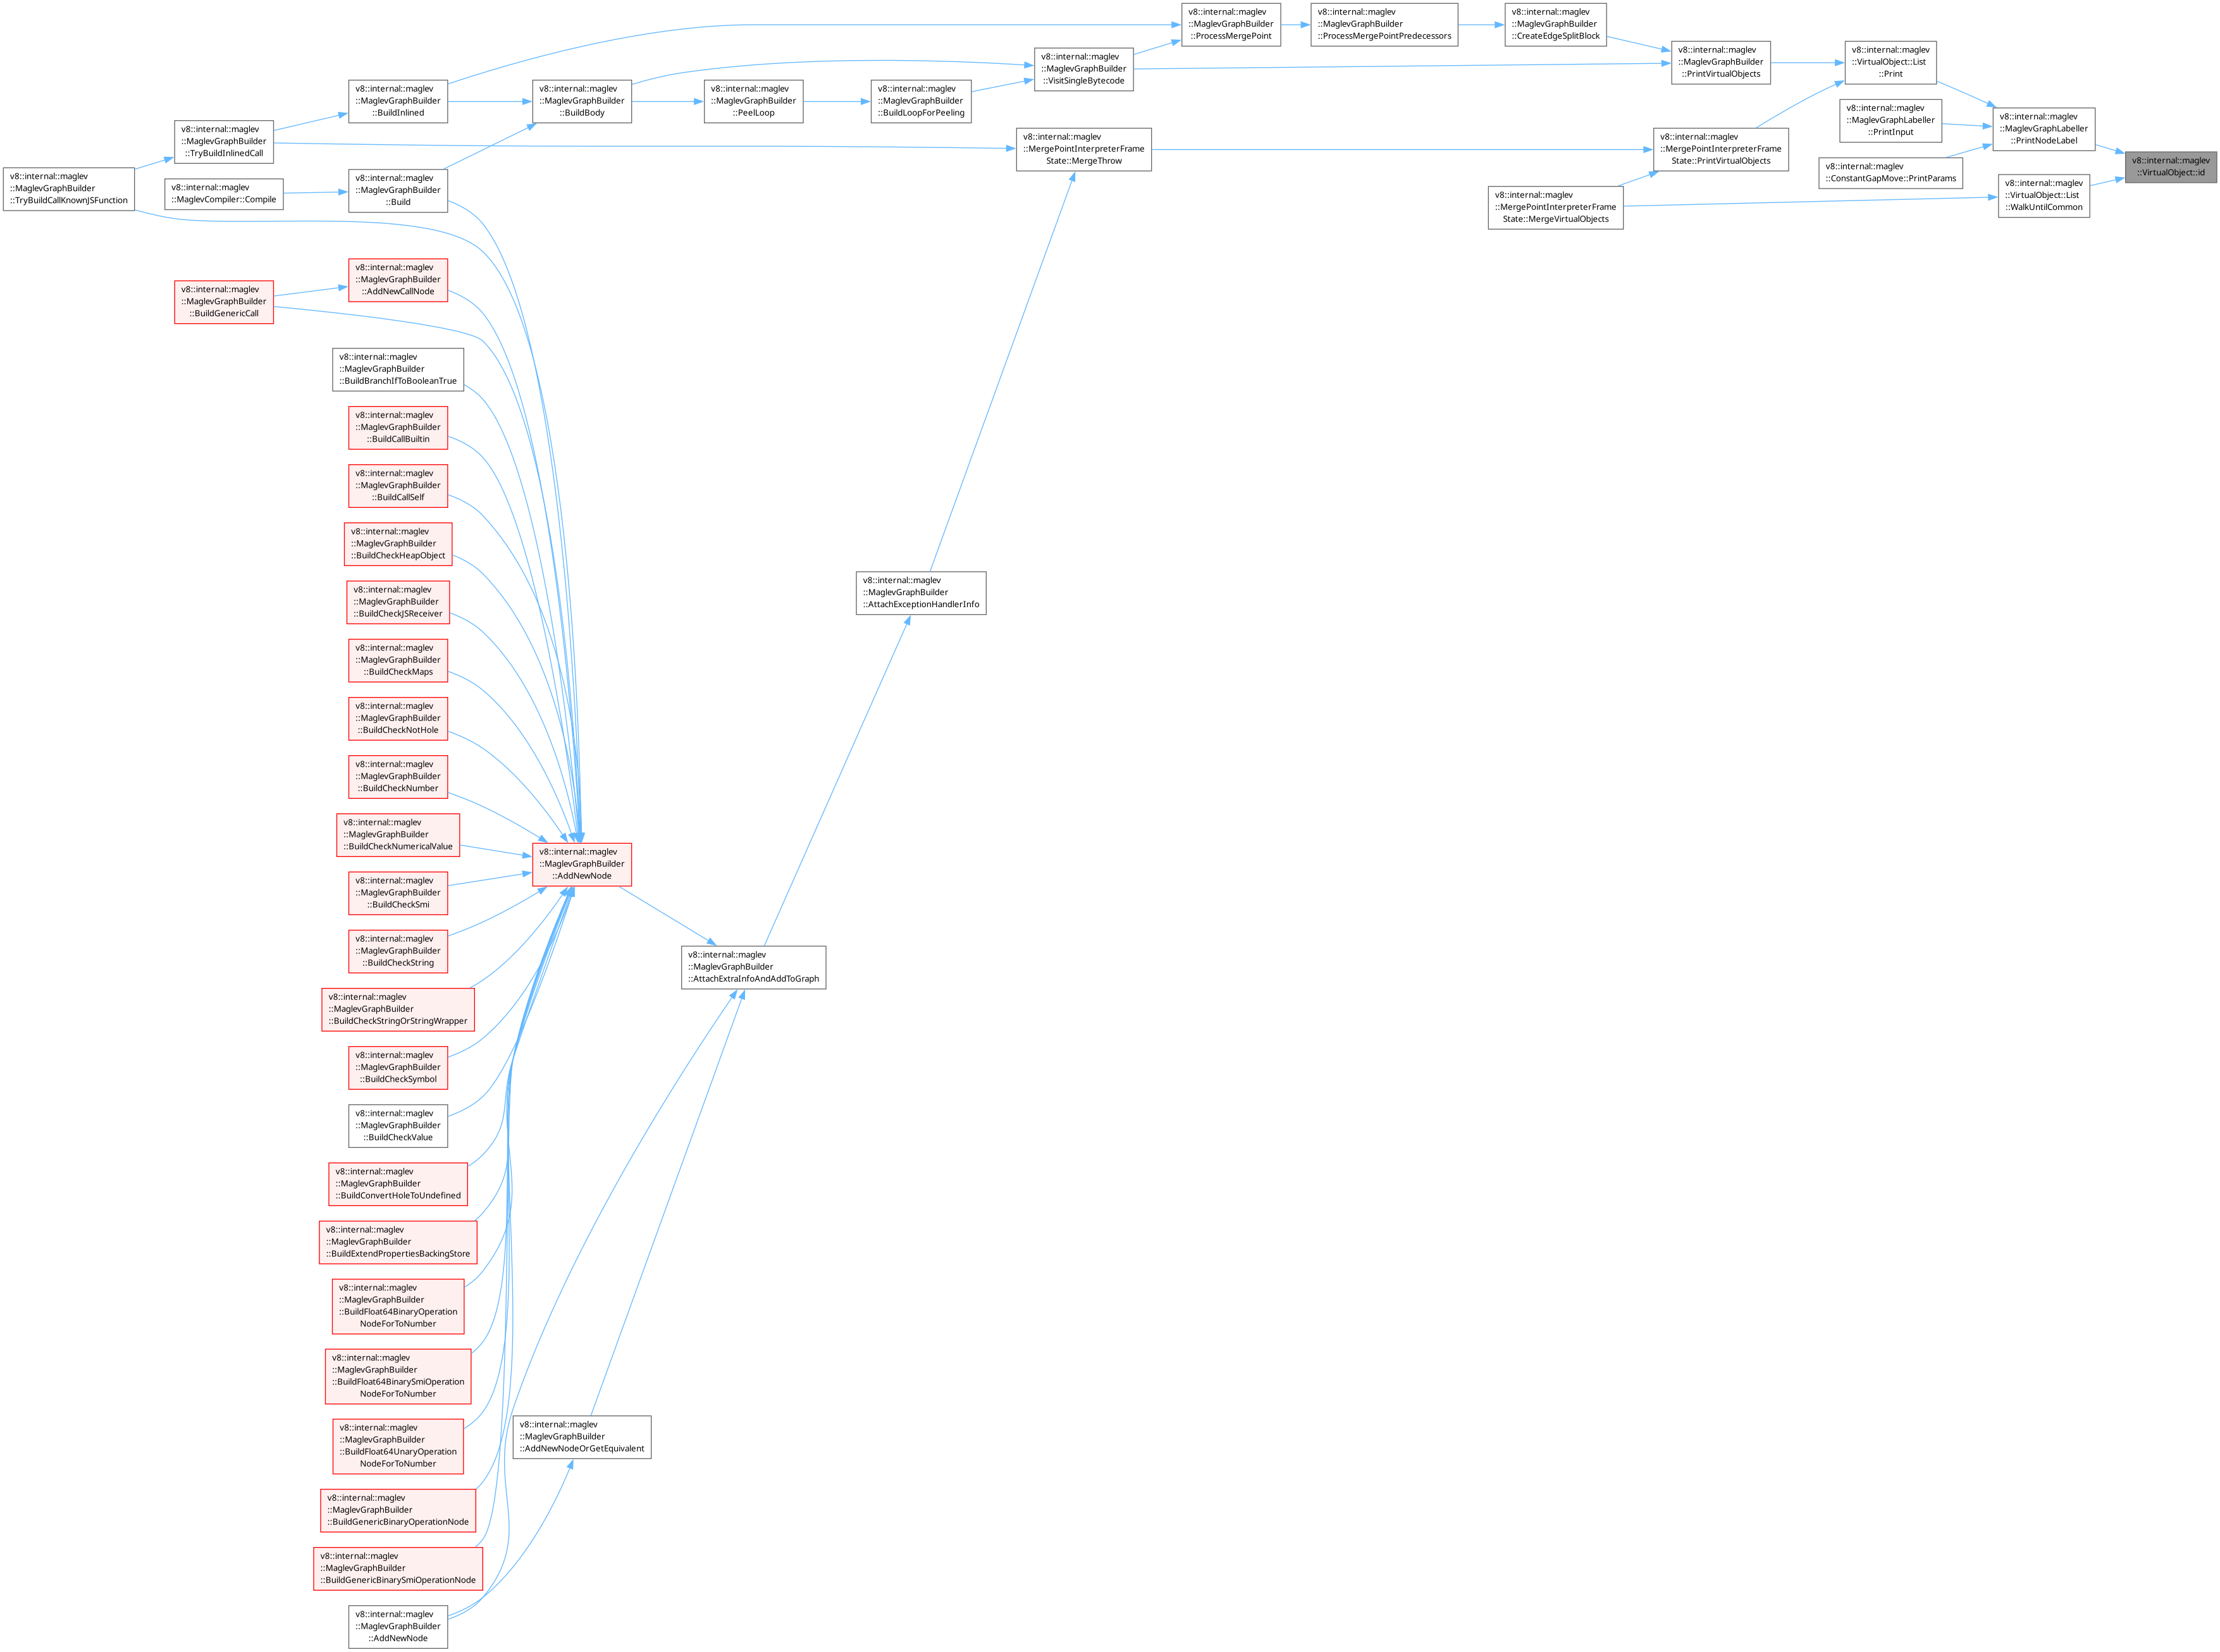 v8::internal::maglev
::MaglevGraphBuilder
::ProcessMergePoint
v8::internal::maglev
::MaglevGraphBuilder
::ProcessMergePointPredecessors
v8::internal::maglev
::MaglevGraphBuilder
::CreateEdgeSplitBlock
v8::internal::maglev
::MaglevGraphBuilder
::VisitSingleBytecode
v8::internal::maglev
::MaglevGraphBuilder
::PrintVirtualObjects
v8::internal::maglev
::VirtualObject::List
::Print
v8::internal::maglev
::MaglevGraphBuilder
::BuildInlined
v8::internal::maglev
::MaglevGraphBuilder
::BuildBody
v8::internal::maglev
::MaglevGraphBuilder
::PeelLoop
v8::internal::maglev
::MaglevGraphBuilder
::BuildLoopForPeeling
v8::internal::maglev
::MaglevGraphLabeller
::PrintInput
v8::internal::maglev
::MaglevGraphLabeller
::PrintNodeLabel
v8::internal::maglev
::MaglevGraphBuilder
::TryBuildInlinedCall
v8::internal::maglev
::MergePointInterpreterFrame
State::MergeThrow
v8::internal::maglev
::MergePointInterpreterFrame
State::PrintVirtualObjects
v8::internal::maglev
::ConstantGapMove::PrintParams
v8::internal::maglev
::VirtualObject::id
v8::internal::maglev
::MaglevGraphBuilder
::TryBuildCallKnownJSFunction
v8::internal::maglev
::MaglevCompiler::Compile
v8::internal::maglev
::MaglevGraphBuilder
::Build
v8::internal::maglev
::MergePointInterpreterFrame
State::MergeVirtualObjects
v8::internal::maglev
::VirtualObject::List
::WalkUntilCommon
v8::internal::maglev
::MaglevGraphBuilder
::AddNewCallNode
v8::internal::maglev
::MaglevGraphBuilder
::BuildGenericCall
v8::internal::maglev
::MaglevGraphBuilder
::BuildBranchIfToBooleanTrue
v8::internal::maglev
::MaglevGraphBuilder
::BuildCallBuiltin
v8::internal::maglev
::MaglevGraphBuilder
::BuildCallSelf
v8::internal::maglev
::MaglevGraphBuilder
::BuildCheckHeapObject
v8::internal::maglev
::MaglevGraphBuilder
::AttachExceptionHandlerInfo
v8::internal::maglev
::MaglevGraphBuilder
::BuildCheckJSReceiver
v8::internal::maglev
::MaglevGraphBuilder
::BuildCheckMaps
v8::internal::maglev
::MaglevGraphBuilder
::BuildCheckNotHole
v8::internal::maglev
::MaglevGraphBuilder
::BuildCheckNumber
v8::internal::maglev
::MaglevGraphBuilder
::BuildCheckNumericalValue
v8::internal::maglev
::MaglevGraphBuilder
::AddNewNode
v8::internal::maglev
::MaglevGraphBuilder
::BuildCheckSmi
v8::internal::maglev
::MaglevGraphBuilder
::BuildCheckString
v8::internal::maglev
::MaglevGraphBuilder
::AttachExtraInfoAndAddToGraph
v8::internal::maglev
::MaglevGraphBuilder
::BuildCheckStringOrStringWrapper
v8::internal::maglev
::MaglevGraphBuilder
::BuildCheckSymbol
v8::internal::maglev
::MaglevGraphBuilder
::BuildCheckValue
v8::internal::maglev
::MaglevGraphBuilder
::BuildConvertHoleToUndefined
v8::internal::maglev
::MaglevGraphBuilder
::BuildExtendPropertiesBackingStore
v8::internal::maglev
::MaglevGraphBuilder
::BuildFloat64BinaryOperation
NodeForToNumber
v8::internal::maglev
::MaglevGraphBuilder
::BuildFloat64BinarySmiOperation
NodeForToNumber
v8::internal::maglev
::MaglevGraphBuilder
::BuildFloat64UnaryOperation
NodeForToNumber
v8::internal::maglev
::MaglevGraphBuilder
::AddNewNodeOrGetEquivalent
v8::internal::maglev
::MaglevGraphBuilder
::BuildGenericBinaryOperationNode
v8::internal::maglev
::MaglevGraphBuilder
::BuildGenericBinarySmiOperationNode
v8::internal::maglev
::MaglevGraphBuilder
::AddNewNode